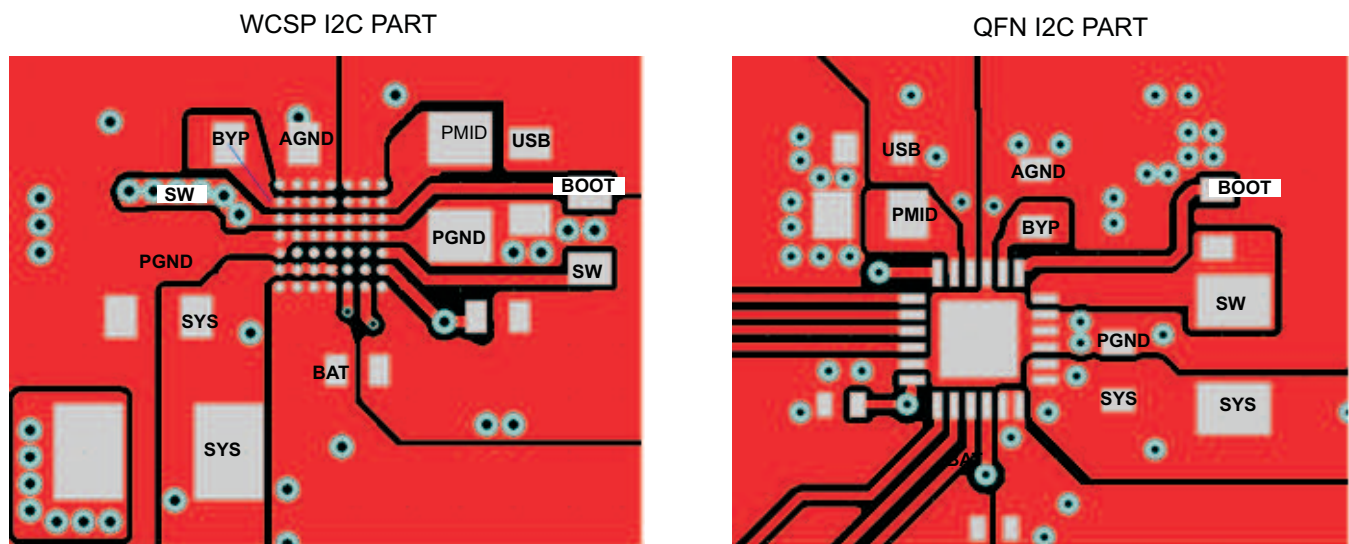 WCSP I2C PART
QFN I2C PART
BYP
AGND
PMID
USB
SW
BOOT
PGND
PGND
SW
SYS
BAT
SYS
USB
AGND
BOOT
PMID
BYP
SW
PGND
SYS
SYS
BAT